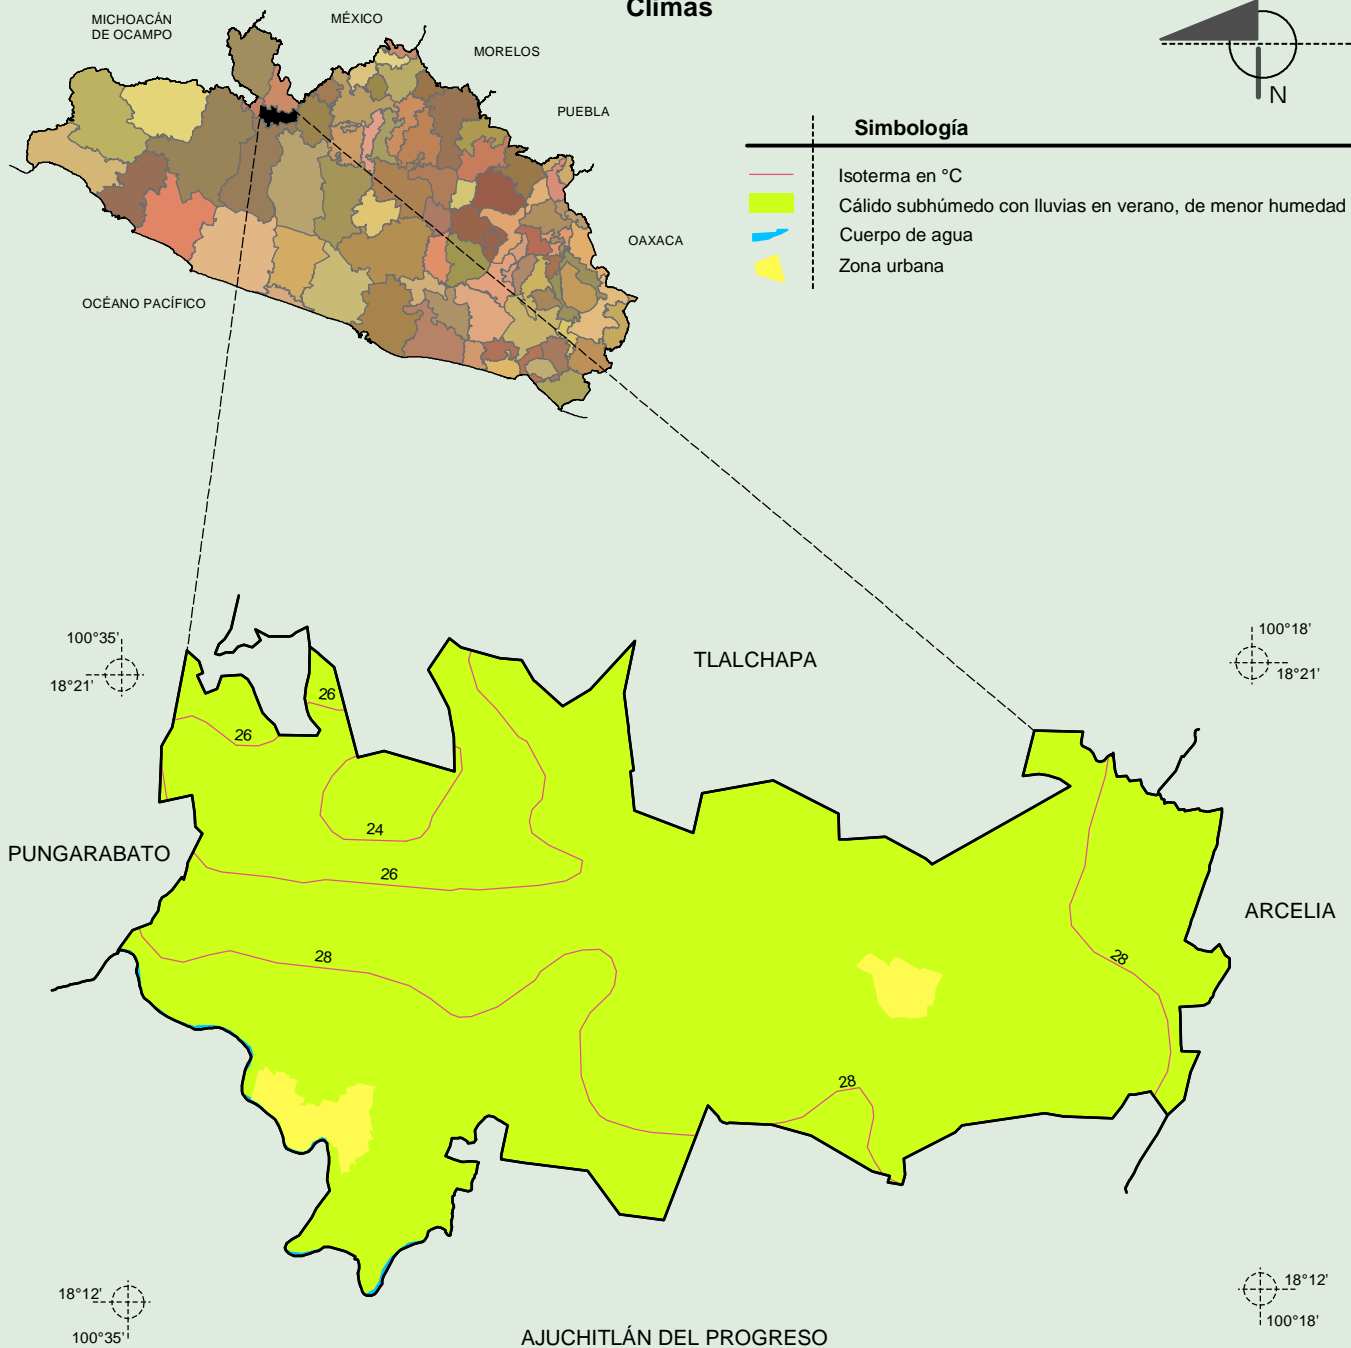 Climas
MICHOACÁN
DE OCAMPO
MÉXICO
MORELOS
PUEBLA
OAXACA
OCÉANO PACÍFICO
N
Simbología
Isoterma en °C
Cálido subhúmedo con lluvias en verano, de menor humedad
Cuerpo de agua
Zona urbana
100°35'
18°21'
100°18'
18°21'
TLALCHAPA
26
26
24
26
PUNGARABATO
ARCELIA
28
28
28
18°12'
100°35'
18°12'
100°18'
AJUCHITLÁN DEL PROGRESO